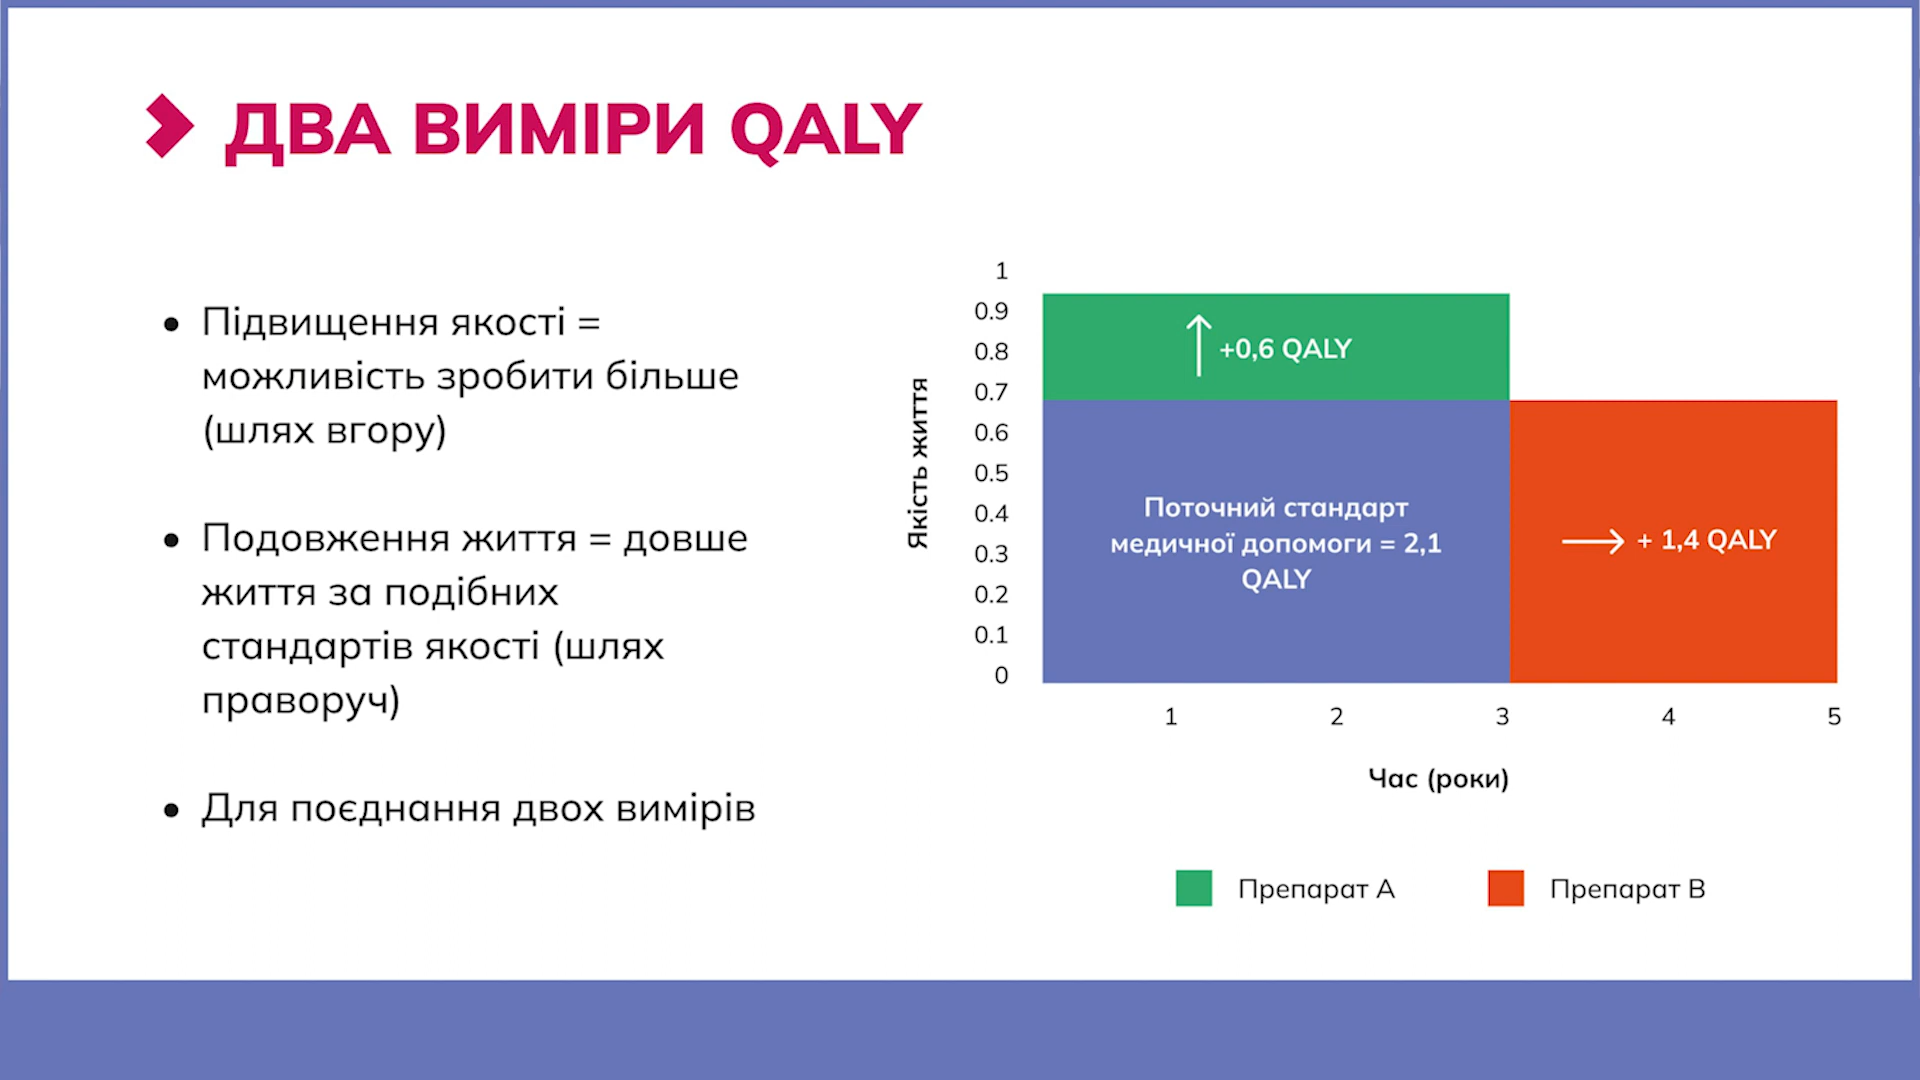 ДВА ВИМІРИ QALY
• Підвищення якості =
можливість зробити більше
(шлях вгору)
• Подовження життя = довше
життя за подібних
стандартів якості (шлях
праворуч)
• Для поєднання двох вимірів
Якість життя
1
0.9
0.8
0.7
0.6
0.5
0.4
0.3
0.2
0.1
0
+0,6 QALY
Поточний стандарт
медичної допомоги = 2,1
QALY
+ 1,4 QALY
1 2 3 4 5
Час (роки)
Препарат А Препарат В